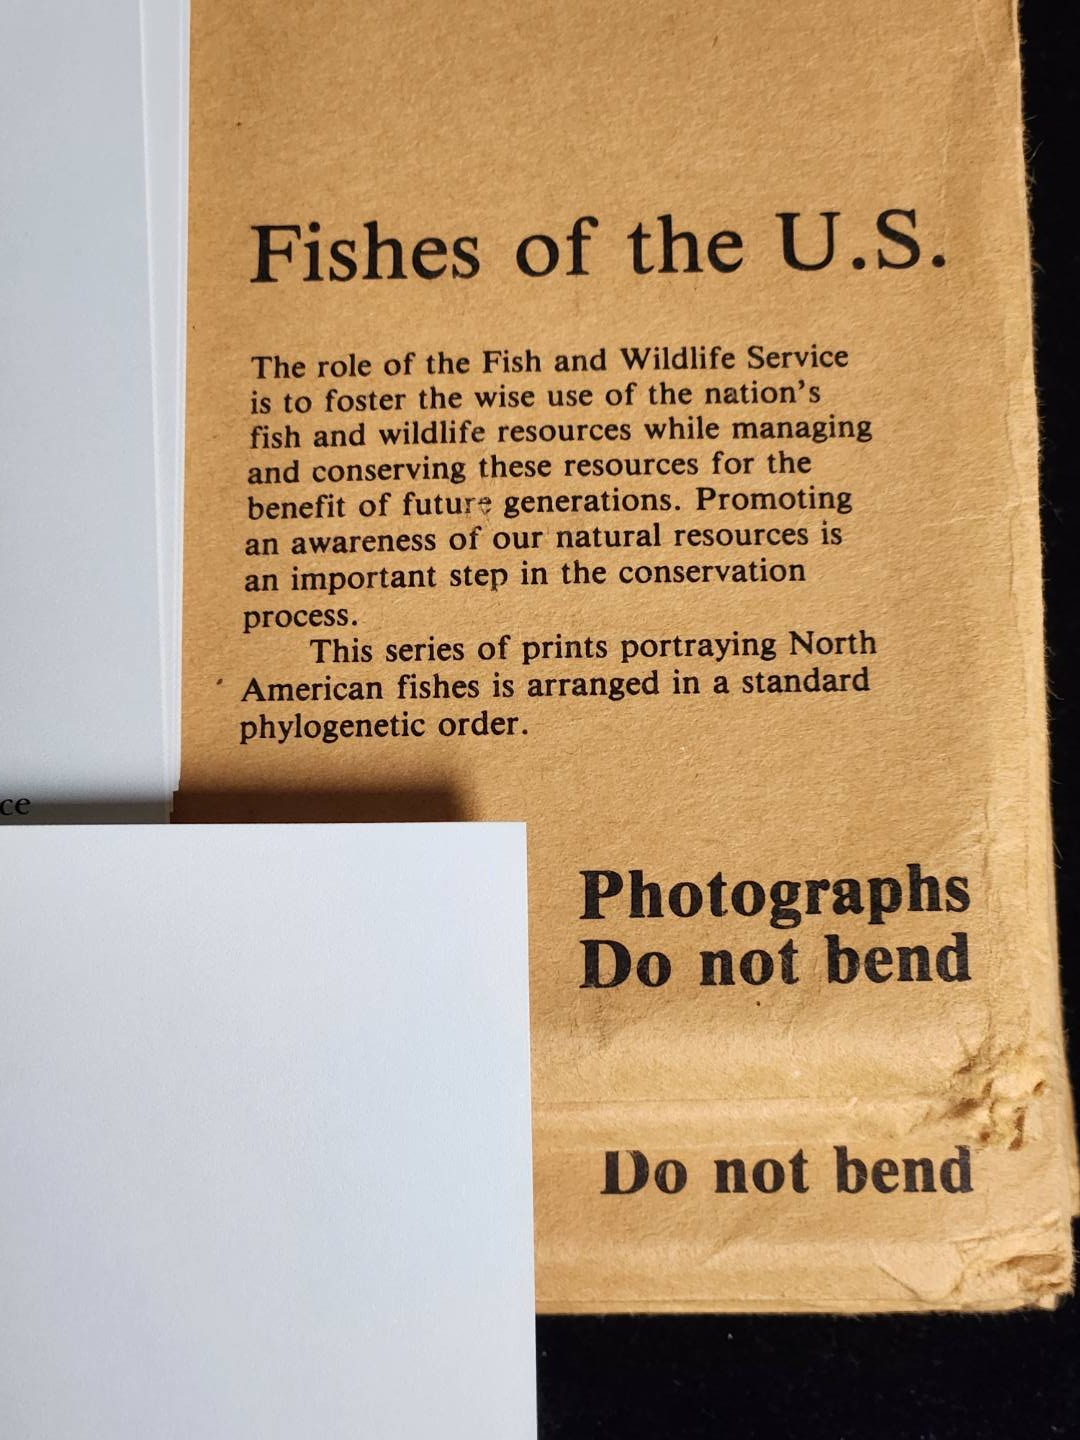 Fishes of the U.S.
The role of the Fish and Wildlife Service
is to foster the wise use of the nation's
fish and wildlife resources while managing
and conserving these resources for the
benefit of future generations. Promoting
an awareness of our natural resources is
an important step in the conservation
process.
This series of prints portraying North
American fishes is arranged in a standard
phylogenetic order.
ce
Photographs
Do not bend
Do not bend